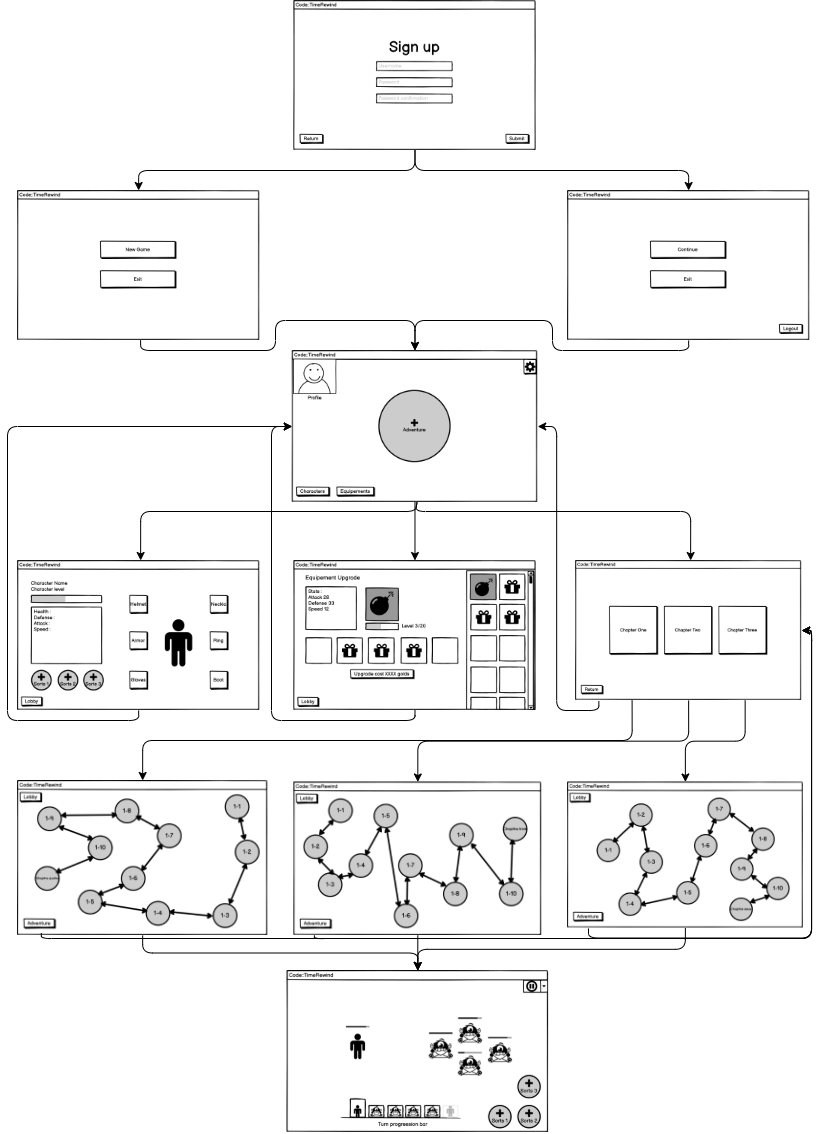 Code::TimeRewind
Sign up
Username
Password
Password confirmation
Return
Submit
Code::TimeRewind
New Game
Exit
Code::TimeRewind
Continue
Exit
Logout
Code::TimeRewind
Profile
Adventure
Characters
Equipements
Code::TimeRewind
Character Name
Character level
Health :
Defense :
Attack :
Speed :
Helmet
Armor
Gloves
Ring
Boot
Sorts 1
Sorts 2
Sorts 3
Lobby
Code::TimeRewind
Equipement Upgrade
Stats :
Attack 28
Defense 33
Speed 12
Level 3/20
Upgrade cost XXXX golds
Lobby
Code::TimeRewind
Chapter One
Chapter Two
Chapter Three
Return
Code::TimeRewind
Lobby
1-1
1-2
1-3
1-4
1-5
1-6
1-7
1-8
1-9
1-10
Adventure
Code::TimeRewind
Lobby
1-1
1-2
1-3
1-4
1-5
1-6
1-7
1-8
1-9
1-10
Adventure
Code::TimeRewind
Lobby
1-1
1-2
1-3
1-4
1-5
1-6
1-7
1-8
1-9
1-10
Adventure
Code::TimeRewind
Sorts 3
Sorts 1
Sorts 2
Turn progression bar